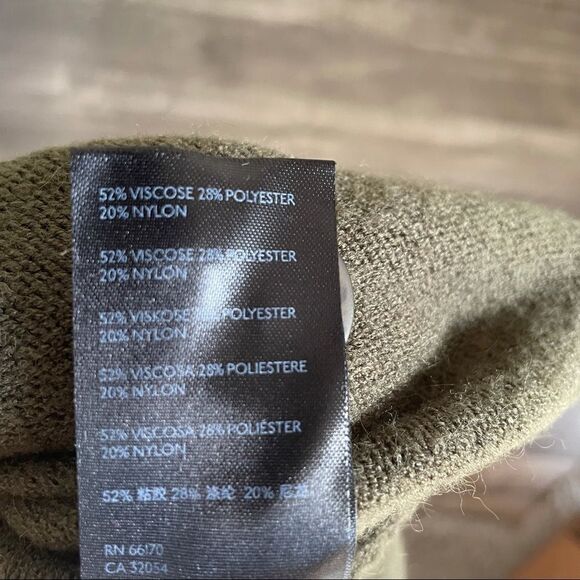 52% VISCOSE 28% POLYESTER
20% NYLON
52% VISCOSE 28% POLYESTER
20% NYLON
52% VISKOSE 28% POLYESTER
20% NYLON
52% VISCOSA 28% POLIESTERE
20% NYLON
52% VISCOSA 28% POLIÉSTER
20% NYLON
52% 粘胶 28% 涤纶 20% 尼龙
RN 66170
CA 32054